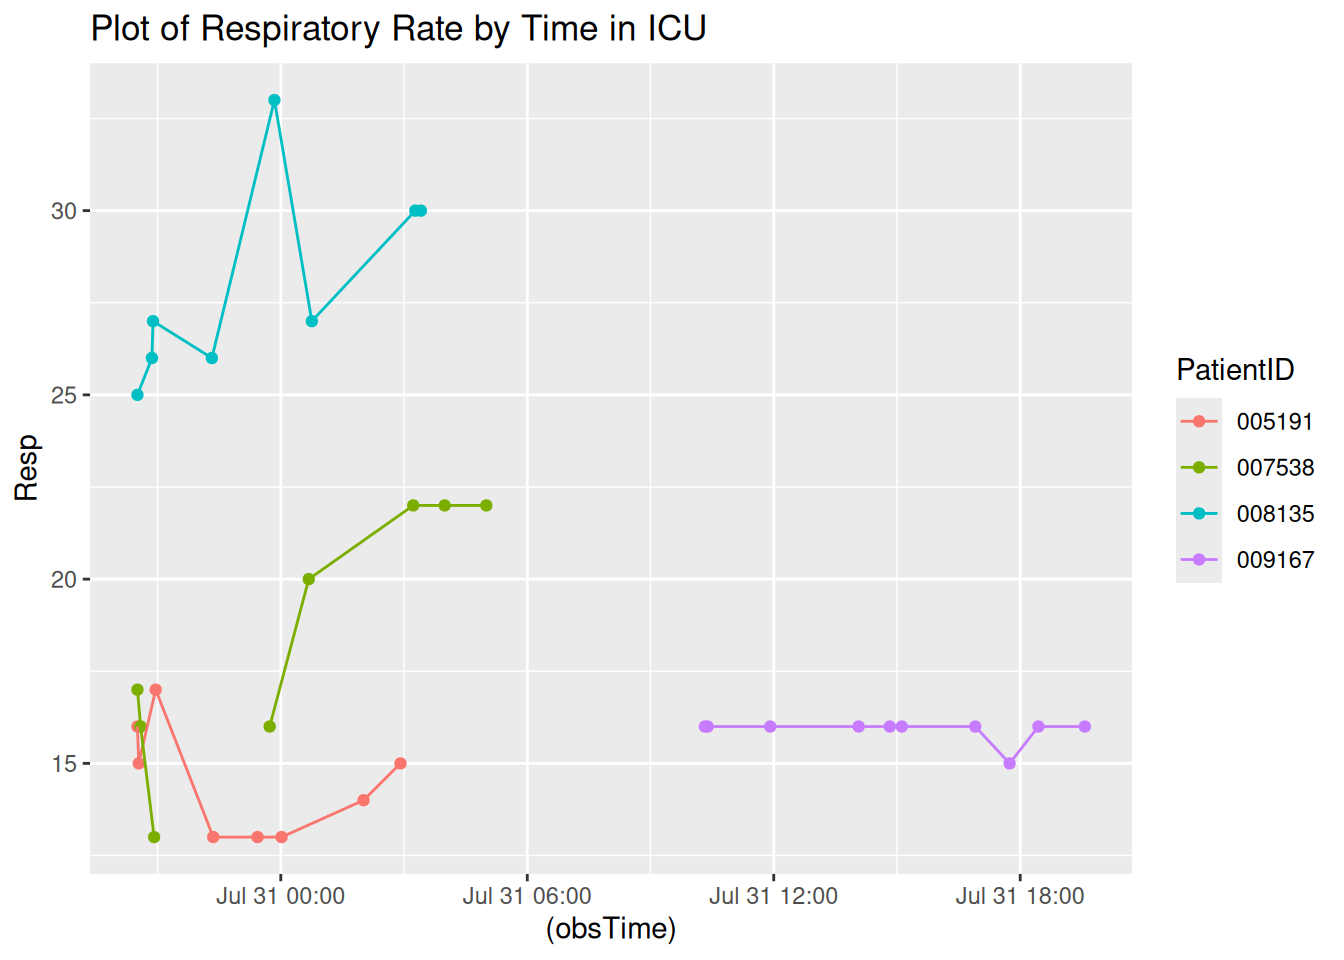 Plot of Respiratory Rate by Time in ICU
30
25
20
15
Resp
Jul 31 00:00 Jul 31 06:00 Jul 31 12:00 Jul 31 18:00
(obsTime)
PatientID
005191
007538
008135
009167